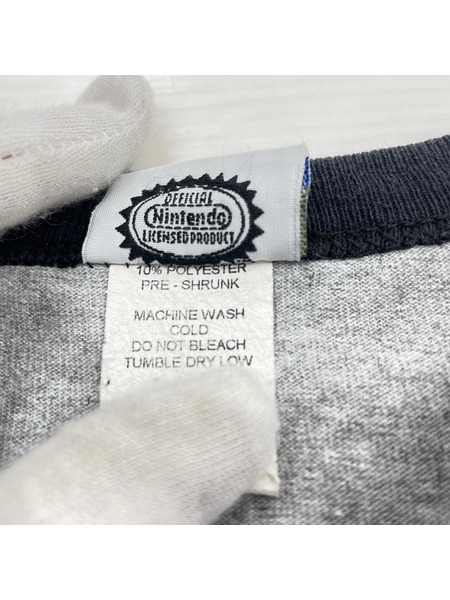 OFFICIAL
Nintendo
LICENSED PRODUCT
10% POLYESTER
PRE - SHRUNK
MACHINE WASH
COLD
DO NOT BLEACH
TUMBLE DRY LOW